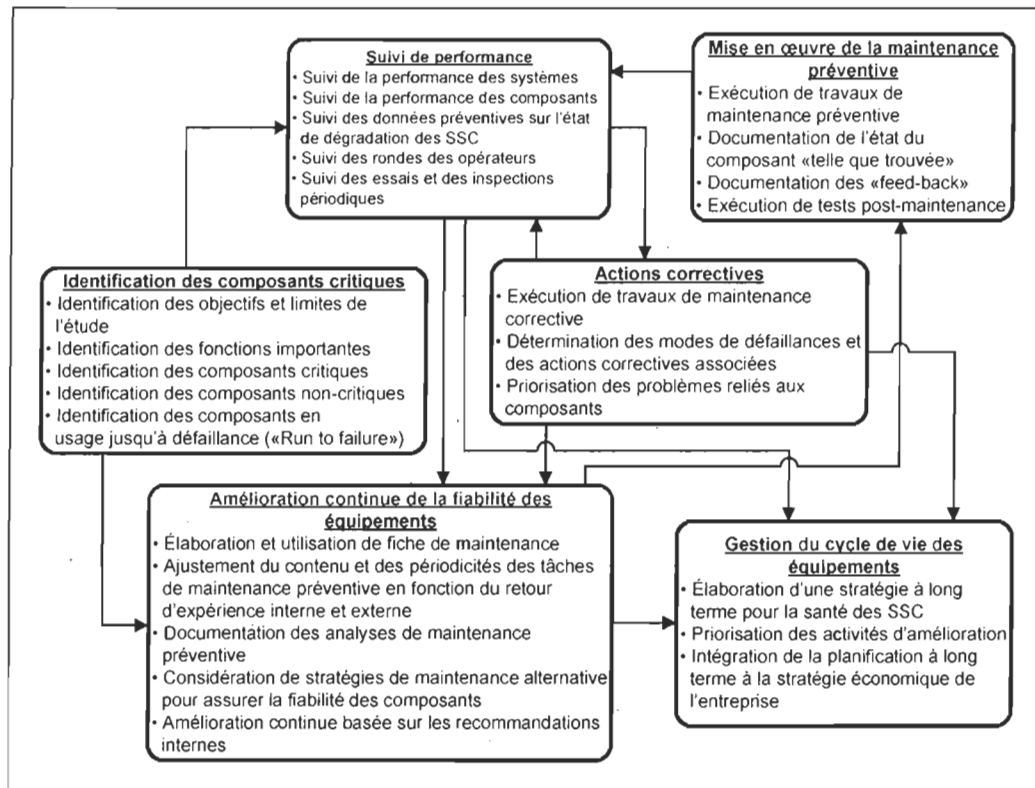 Suivi de performance
• Suivi de la performance des systèmes
• Suivi de la performance des composants
• Suivi des données préventives sur l'état
de dégradation des SSC
• Suivi des rondes des opérateurs
• Suivi des essais et des inspections
périodiques
Mise en œuvre de la maintenance
préventive
• Exécution de travaux de
maintenance préventive
• Documentation de l'état du
composant «telle que trouvée»
• Documentation des «feed-back»
• Exécution de tests post-maintenance
Identification des composants critiques
• Identification des objectifs et limites de
l'étude
• Identification des fonctions importantes
• Identification des composants critiques
• Identification des composants non-critiques
• Identification des composants en
usage jusqu'à défaillance («Run to failure»)
Actions correctives
• Exécution de travaux de maintenance
corrective
• Détermination des modes de défaillances et
des actions correctives associées
• Priorisation des problèmes reliés aux
composants
Amélioration continue de la fiabilité des
équipements
• Élaboration et utilisation de fiche de maintenance
• Ajustement du contenu et des périodicités des tâches
de maintenance préventive en fonction du retour
d'expérience interne et externe
• Documentation des analyses de maintenance
préventive
• Considération de stratégies de maintenance alternative
pour assurer la fiabilité des composants
• Amélioration continue basée sur les recommandations
internes
Gestion du cycle de vie des
équipements
• Élaboration d'une stratégie à long
terme pour la santé des SSC
• Priorisation des activités d'amélioration
• Intégration de la planification à long
terme à la stratégie économique de
l'entreprise